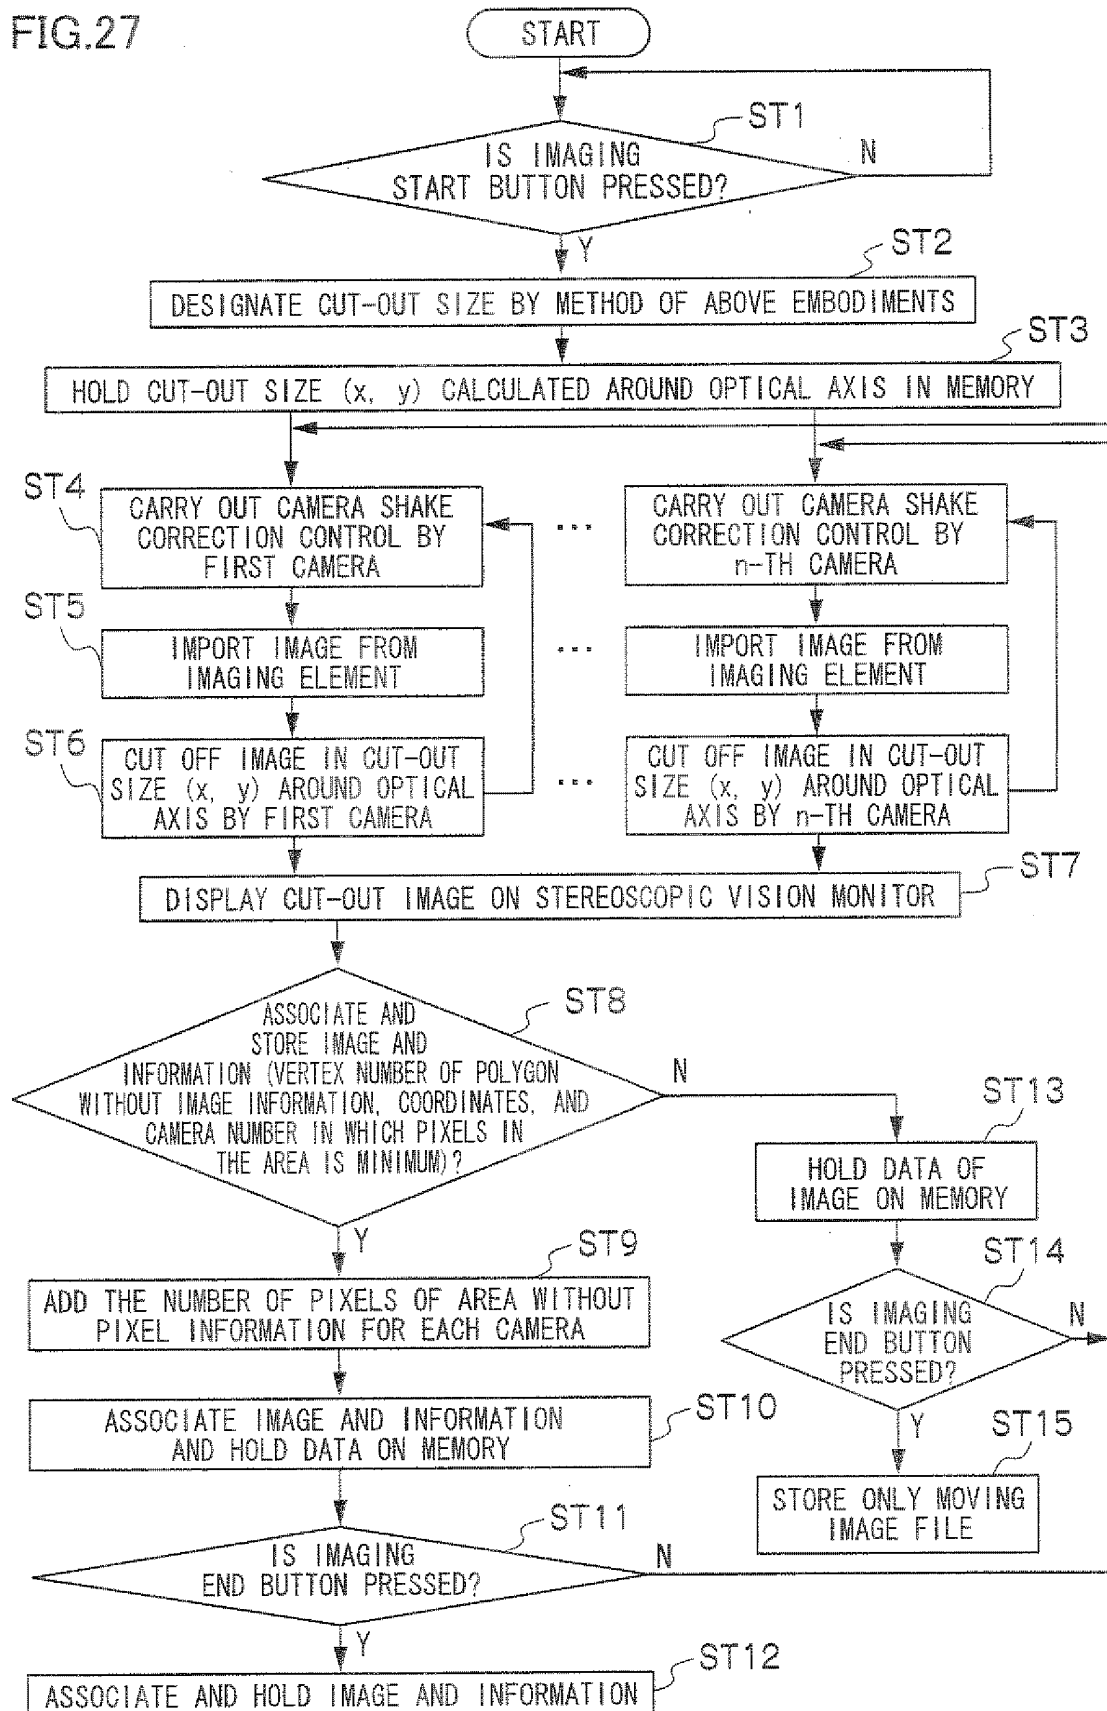 FIG.27
START
ST1
IS IMAGING
START BUTTON PRESSED?
N
Y
ST2
DESIGNATE CUT-OUT SIZE BY METHOD OF ABOVE EMBODIMENTS
ST3
HOLD CUT-OUT SIZE (x, y) CALCULATED AROUND OPTICAL AXIS IN MEMORY
ST4
CARRY OUT CAMERA SHAKE
CORRECTION CONTROL BY
FIRST CAMERA
...
CARRY OUT CAMERA SHAKE
CORRECTION CONTROL BY
n-TH CAMERA
ST5
IMPORT IMAGE FROM
IMAGING ELEMENT
...
IMPORT IMAGE FROM
IMAGING ELEMENT
ST6
CUT OFF IMAGE IN CUT-OUT
SIZE (x, y) AROUND OPTICAL
AXIS BY FIRST CAMERA
...
CUT OFF IMAGE IN CUT-OUT
SIZE (x, y) AROUND OPTICAL
AXIS BY n-TH CAMERA
ST7
DISPLAY CUT-OUT IMAGE ON STEREOSCOPIC VISION MONITOR
ST8
ASSOCIATE AND
STORE IMAGE AND
INFORMATION (VERTEX NUMBER OF POLYGON
WITHOUT IMAGE INFORMATION, COORDINATES, AND
CAMERA NUMBER IN WHICH PIXELS IN
THE AREA IS MINIMUM)?
N
Y
ST13
HOLD DATA OF
IMAGE ON MEMORY
ST9
ADD THE NUMBER OF PIXELS OF AREA WITHOUT
PIXEL INFORMATION FOR EACH CAMERA
ST14
IS IMAGING
END BUTTON
PRESSED?
N
Y
ST10
ASSOCIATE IMAGE AND INFORMATION
AND HOLD DATA ON MEMORY
ST15
STORE ONLY MOVING
IMAGE FILE
ST11
IS IMAGING
END BUTTON PRESSED?
N
Y
ST12
ASSOCIATE AND HOLD IMAGE AND INFORMATION